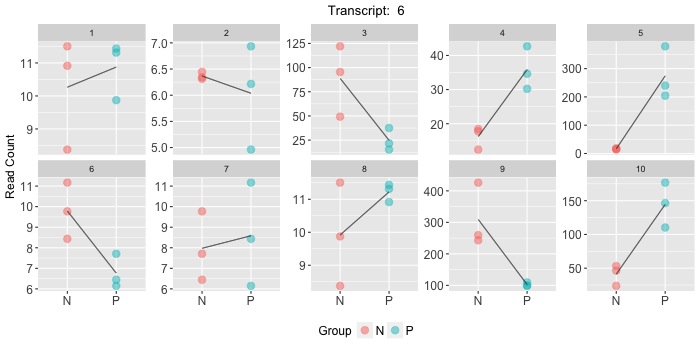 Transcript:  6
Read Count
1 2 3 4 5
11 10 9
7.0 6.5 6.0 5.5 5.0
125 100 75 50 25
40 30 20
300 200 100 0
6 7 8 9 10
11 10 9 8 7 6
11 10 9 8 7 6
11 10 9
400 300 200 100
150 100 50
N P N P N P N P N P
Group N P